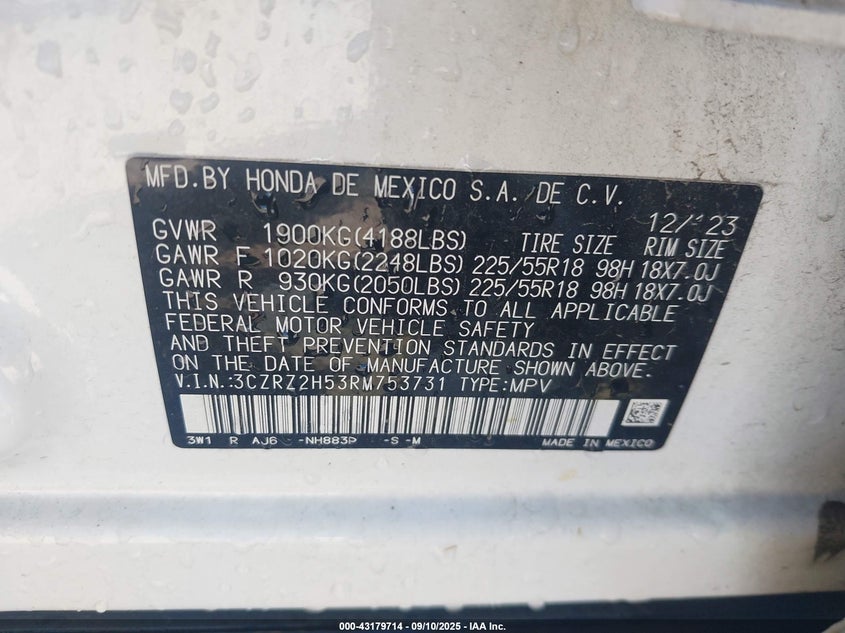 MFD.BY HONDA DE MEXICO S.A. DE C.V.
12/23
GVWR 1900KG(4188LBS) TIRE SIZE RIM SIZE
GAWR F 1020KG(2248LBS) 225/55R18 98H 18X7.0J
GAWR R 930KG(2050LBS) 225/55R18 98H 18X7.0J
THIS VEHICLE CONFORMS TO ALL APPLICABLE
FEDERAL MOTOR VEHICLE SAFETY
AND THEFT PREVENTION STANDARDS IN EFFECT
ON THE DATE OF MANUFACTURE SHOWN ABOVE.
V.I.N.:3CZRZ2H53RM753731 TYPE:MPV
3W1 R AJ6 -NH883P -S -M MADE IN MEXICO
000-43179714 - 09/10/2025 - IAA Inc.